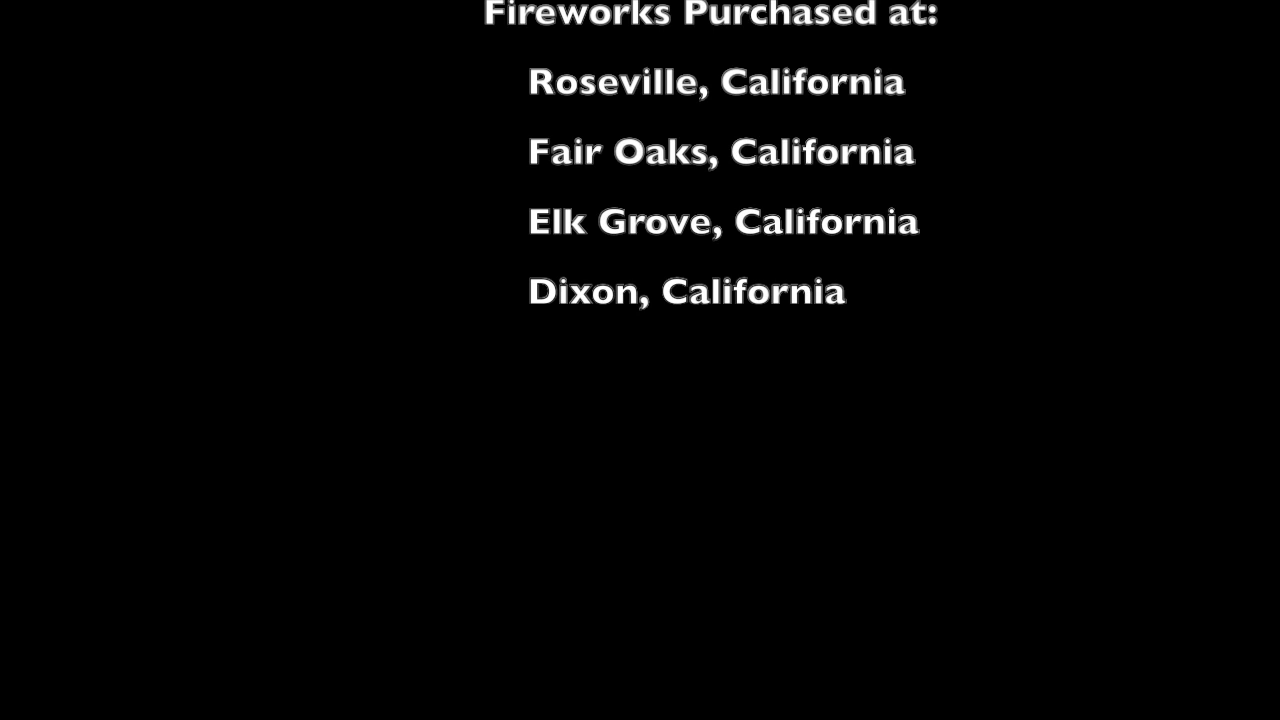 Fireworks Purchased at:
Roseville, California
Fair Oaks, California
Elk Grove, California
Dixon, California